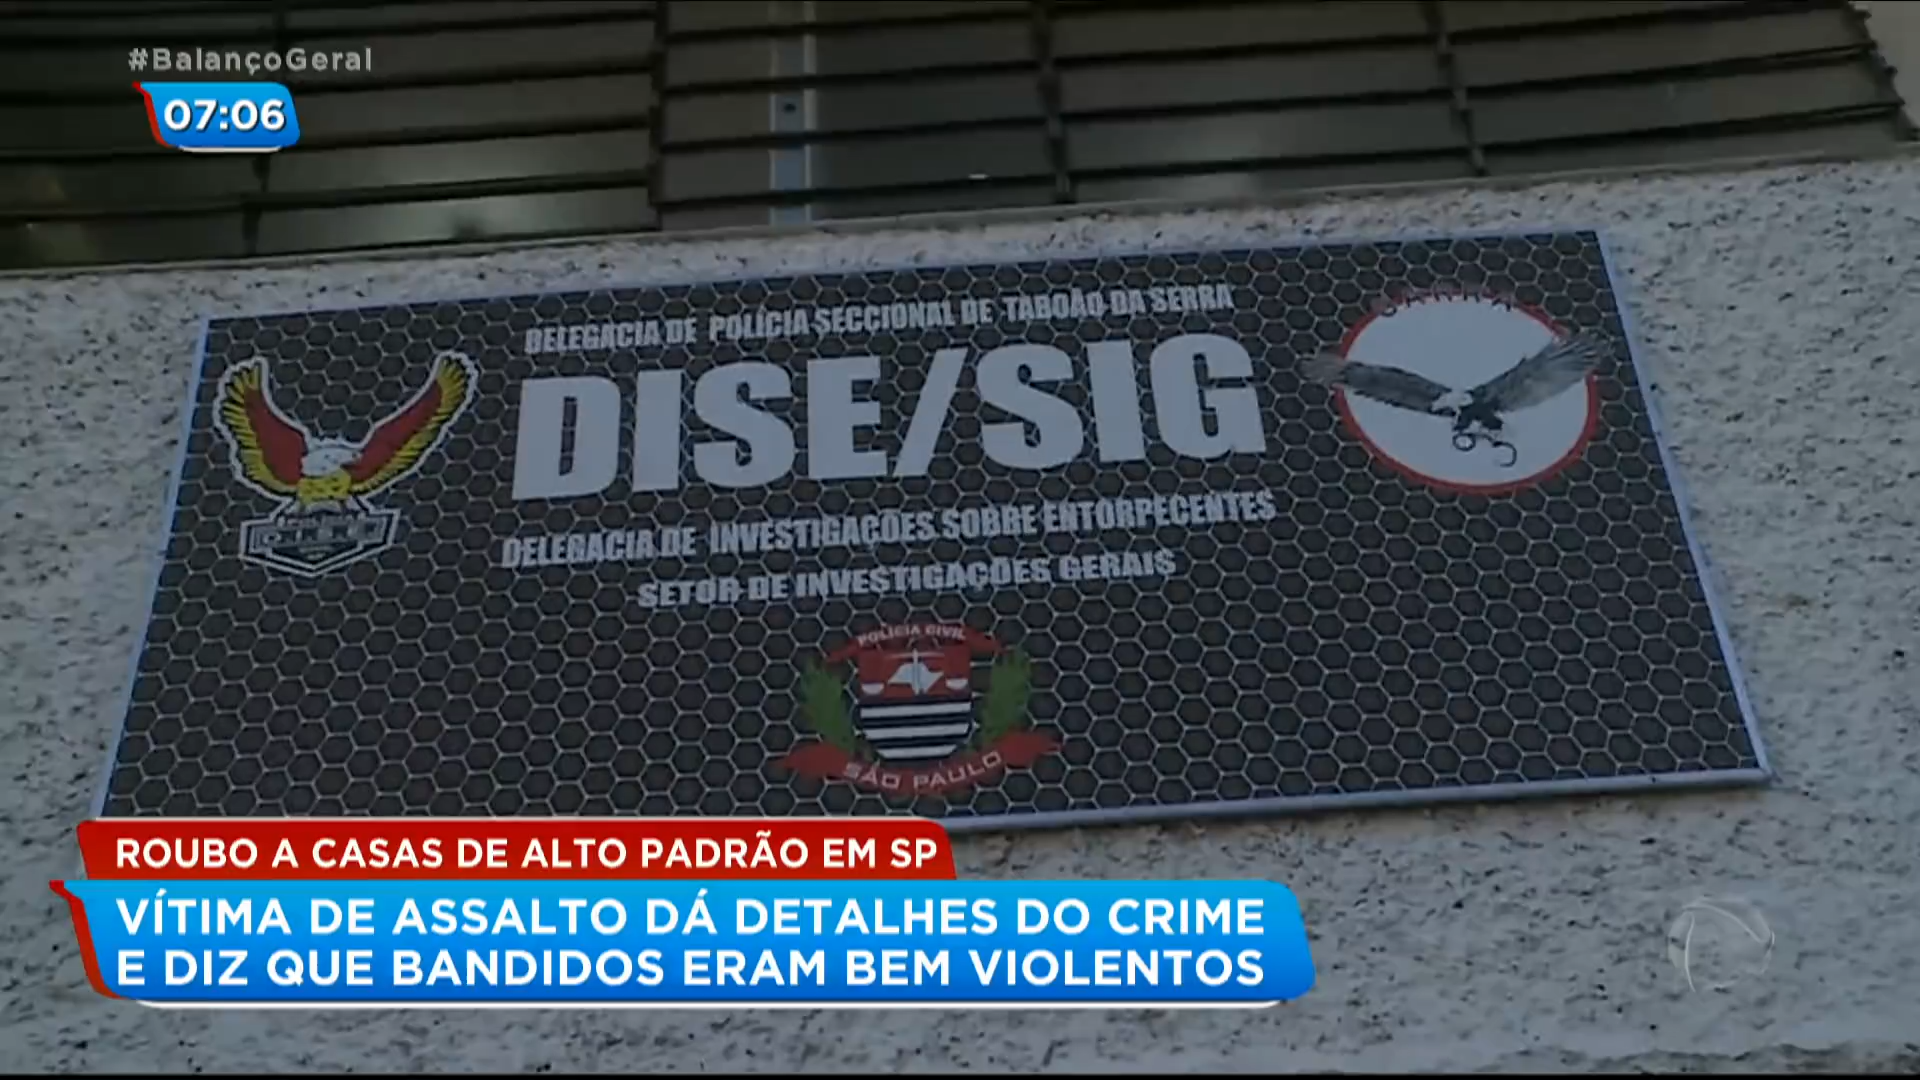 #BalançoGeral
07:06
DELEGACIA DE POLÍCIA SECCIONAL DE TABOÃO DA SERRA
DISE/SIG
DELEGACIA DE INVESTIGAÇÕES SOBRE ENTORPECENTES
SETOR DE INVESTIGAÇÕES GERAIS
POLÍCIA CIVIL
SÃO PAULO
ROUBO A CASAS DE ALTO PADRÃO EM SP
VÍTIMA DE ASSALTO DÁ DETALHES DO CRIME
E DIZ QUE BANDIDOS ERAM BEM VIOLENTOS